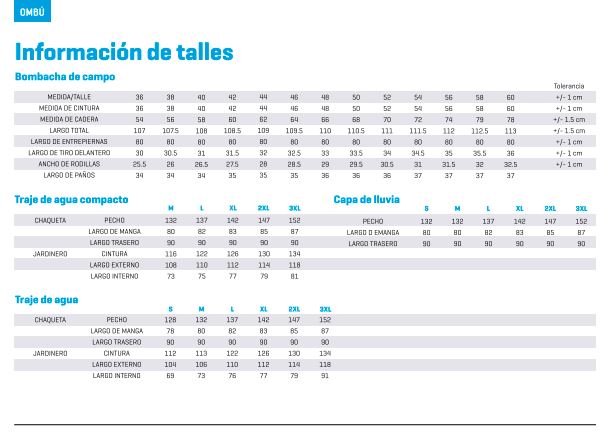 OMBÚ
Información de talles
Bombacha de campo
Tolerancia
MEDIDA/TALLE 36 38 40 42 44 46 48 50 52 54 56 58 60 +/- 1 cm
MEDIDA DE CINTURA 36 38 40 42 44 46 48 50 52 54 56 58 60 +/- 1 cm
MEDIDA DE CADERA 54 56 58 60 62 64 66 68 70 72 74 78 78 +/- 1.5 cm
LARGO TOTAL 107 107.5 108 108.5 109 109.5 110 110.5 111 111.5 112 112.5 113 +/- 1.5 cm
LARGO DE ENTREPIERNAS 80 80 80 80 80 80 80 80 80 80 80 80 80 +/- 1 cm
LARGO DE TIRO DELANTERO 30 30.5 31 31.5 32 32.5 33 33.5 34 34.5 35 35.5 36 +/- 1 cm
ANCHO DE RODILLAS 25.5 26 26.5 27.5 28 28.5 29 29.5 30.5 31 31.5 32 32.5 +/- 1.5 cm
LARGO DE PAÑOS 34 34 34 35 35 35 36 36 36 37 37 37 37
Traje de agua compacto
M L XL 2XL 3XL
CHAQUETA PECHO 132 137 142 147 152
LARGO DE MANGA 80 82 83 85 87
LARGO TRASERO 90 90 90 90 90
JARDINERO CINTURA 116 122 126 130 134
LARGO EXTERNO 108 110 112 114 118
LARGO INTERNO 73 75 77 79 81
Capa de lluvia
S M L XL 2XL 3XL
PECHO 132 132 137 142 147 152
LARGO D EMANGA 80 80 82 83 85 87
LARGO TRASERO 90 90 90 90 90 90
Traje de agua
S M L XL 2XL 3XL
CHAQUETA PECHO 128 132 137 142 147 152
LARGO DE MANGA 78 80 82 83 85 87
LARGO TRASERO 90 90 90 90 90 90
JARDINERO CINTURA 112 113 122 126 130 134
LARGO EXTERNO 104 106 110 112 114 118
LARGO INTERNO 69 73 76 77 79 91